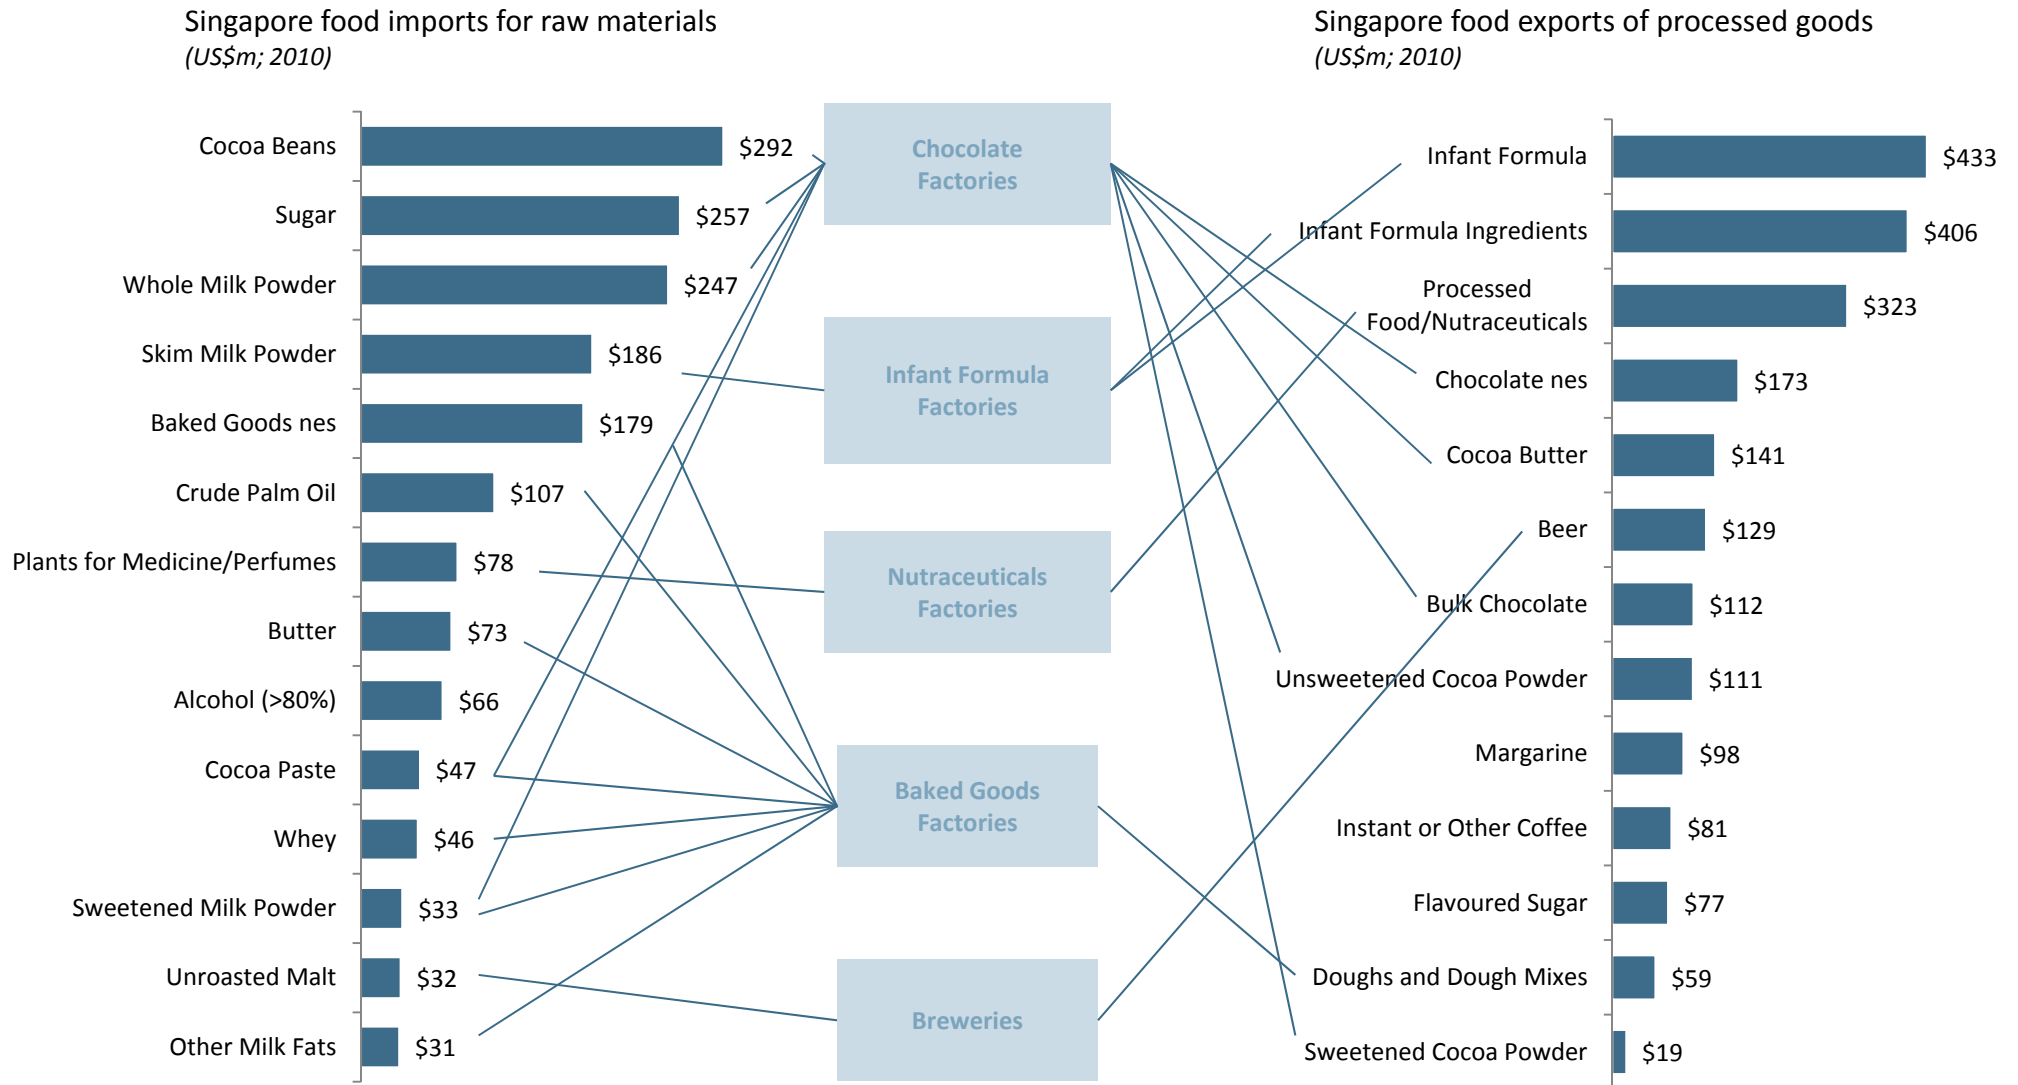 Singapore food imports for raw materials
(US$m; 2010)
Cocoa Beans
$292
Sugar
$257
Whole Milk Powder
$247
Skim Milk Powder
$186
Baked Goods nes
$179
Crude Palm Oil
$107
Plants for Medicine/Perfumes
$78
Butter
$73
Alcohol (>80%)
$66
Cocoa Paste
$47
Whey
$46
Sweetened Milk Powder
$33
Unroasted Malt
$32
Other Milk Fats
$31
Chocolate
Factories
Infant Formula
Factories
Nutraceuticals
Factories
Baked Goods
Factories
Breweries
Singapore food exports of processed goods
(US$m; 2010)
Infant Formula
$433
Infant Formula Ingredients
$406
Processed
Food/Nutraceuticals
$323
Chocolate nes
$173
Cocoa Butter
$141
Beer
$129
Bulk Chocolate
$112
Unsweetened Cocoa Powder
$111
Margarine
$98
Instant or Other Coffee
$81
Flavoured Sugar
$77
Doughs and Dough Mixes
$59
Sweetened Cocoa Powder
$19